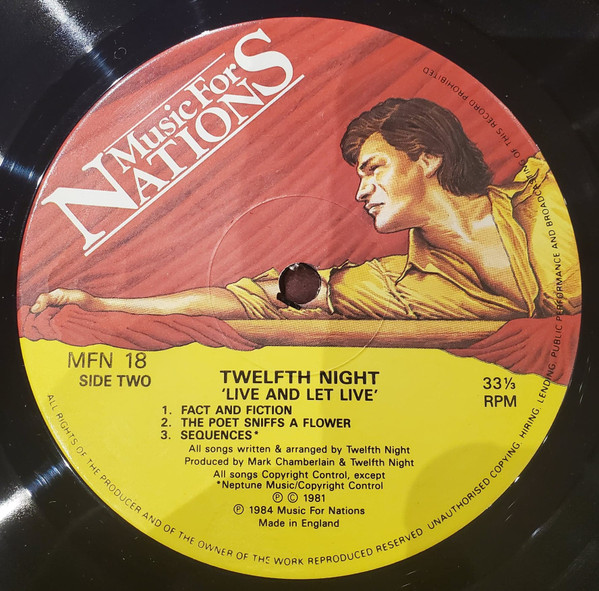 Music For
NATIONS
MFN 18
SIDE TWO
33⅓
RPM
TWELFTH NIGHT
'LIVE AND LET LIVE'
1. FACT AND FICTION
2. THE POET SNIFFS A FLOWER
3. SEQUENCES*
All songs written & arranged by Twelfth Night
Produced by Mark Chamberlain & Twelfth Night
All songs Copyright Control, except
*Neptune Music/Copyright Control
℗ © 1981
℗ 1984 Music For Nations
Made in England
ALL RIGHTS OF THE PRODUCER AND OF THE OWNER OF THE WORK REPRODUCED RESERVED. UNAUTHORISED COPYING. HIRING. LENDING. PUBLIC PERFORMANCE AND BROADCASTING OF THIS RECORD PROHIBITED